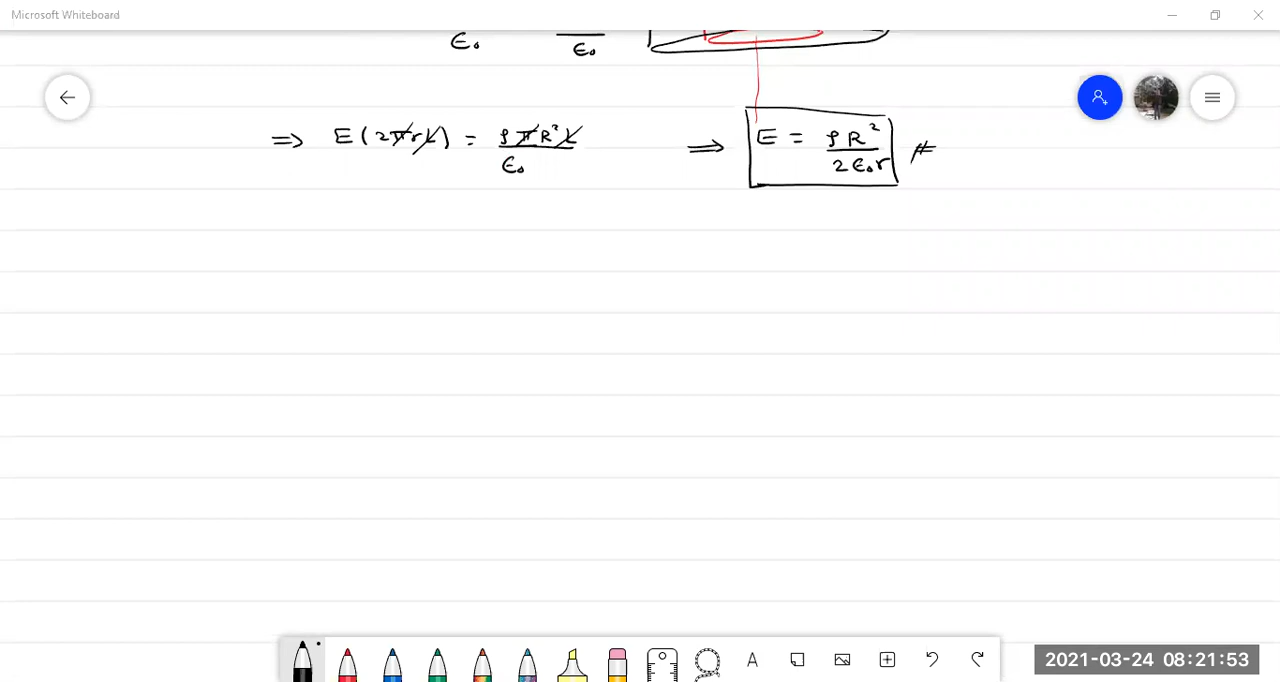 Microsoft Whiteboard
ϵ₀ ϵ₀
⇒ E(2πrL) = ρπR²L / ϵ₀ ⇒ E = ρR² / 2ϵ₀r
A
2021-03-24 08:21:53